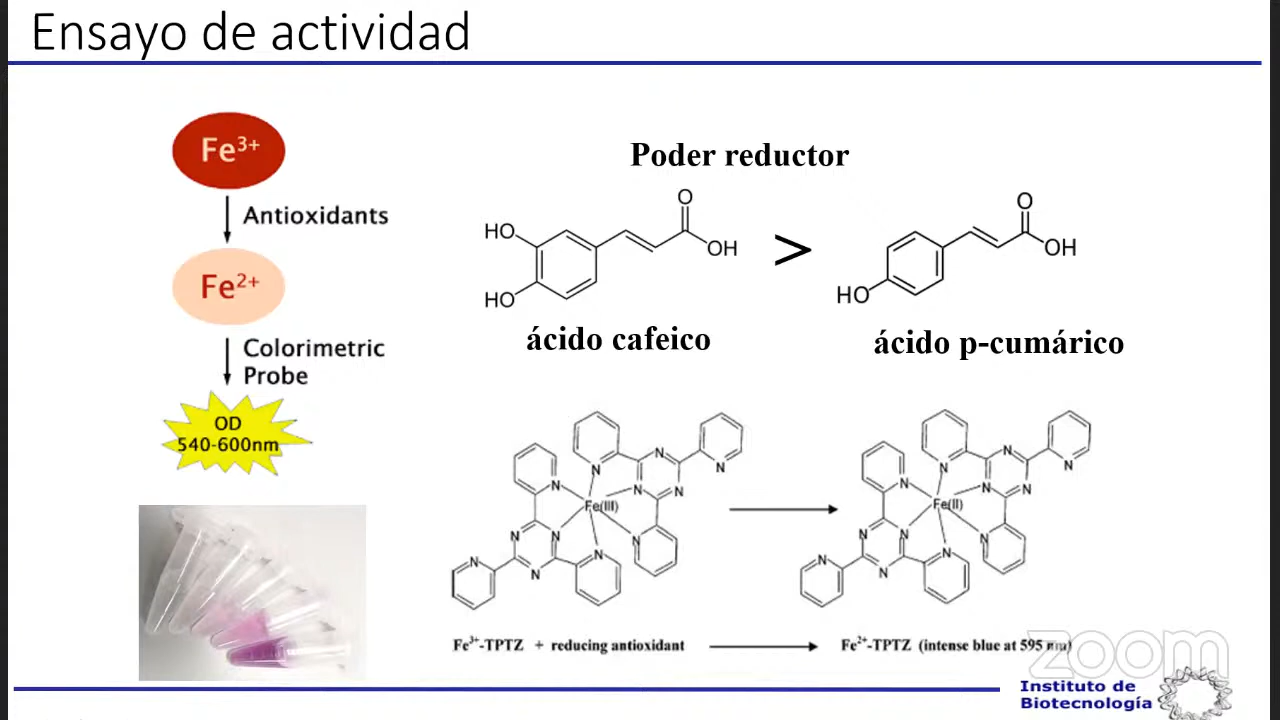 Ensayo de actividad
Fe³⁺
Antioxidants
Fe²⁺
Colorimetric
Probe
OD
540-600nm
Poder reductor
O
HO
OH
HO
>
O
OH
HO
ácido cafeico
ácido p-cumárico
N
N
N
N
N
N
Fe(III)
N
N
N
N
N
N
N
N
N
N
N
N
Fe(II)
N
N
N
N
N
N
Fe³⁺-TPTZ + reducing antioxidant
Fe²⁺-TPTZ (intense blue at 595 nm)
zoom
Instituto de
Biotecnología